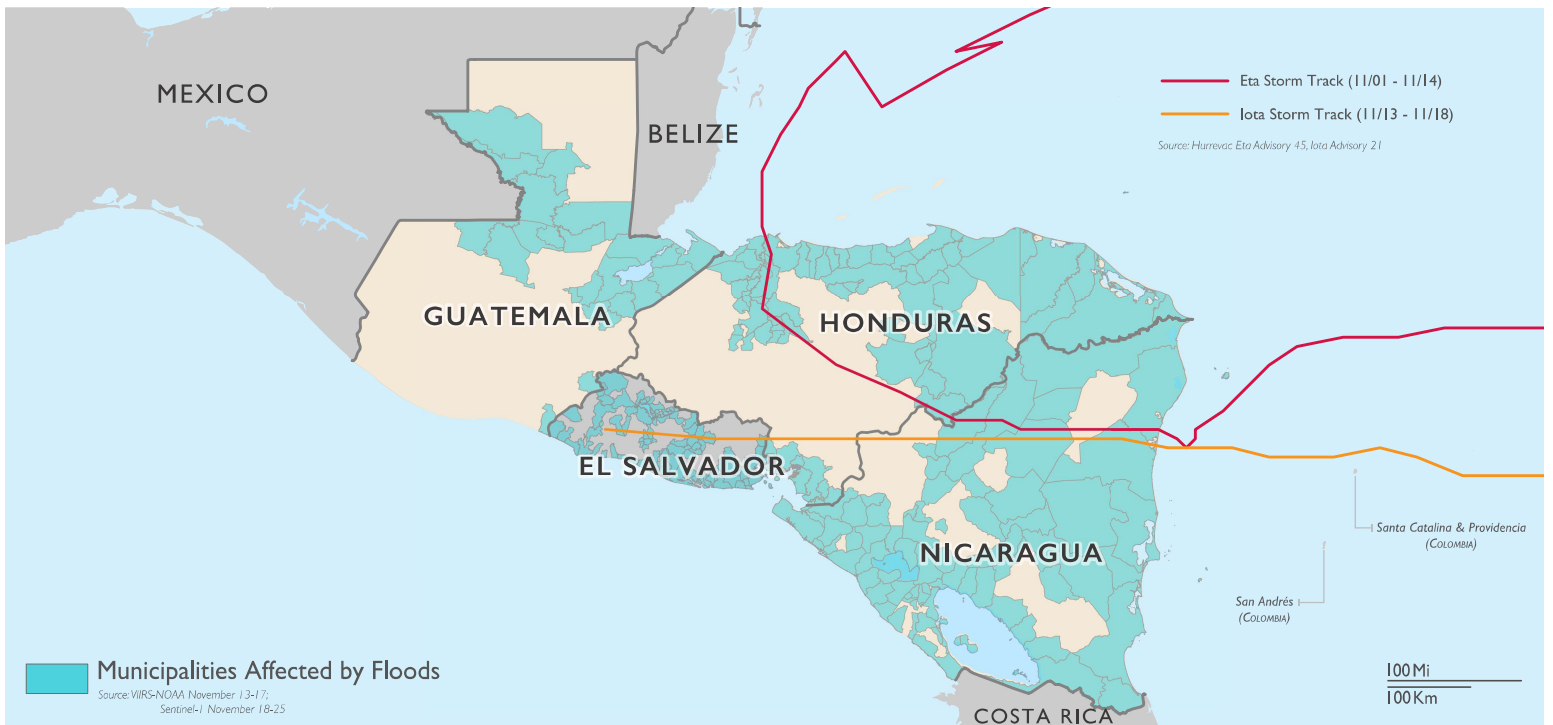 MEXICO
BELIZE
GUATEMALA
HONDURAS
EL SALVADOR
NICARAGUA
COSTA RICA
Eta Storm Track (11/01 - 11/14)
Iota Storm Track (11/13 - 11/18)
Source: Hurrevac Eta Advisory 45, Iota Advisory 21
Santa Catalina & Providencia
(COLOMBIA)
San Andrés
(COLOMBIA)
Municipalities Affected by Floods
Source: VIIRS-NOAA November 13-17;
Sentinel-1 November 18-25
100 Mi
100 Km